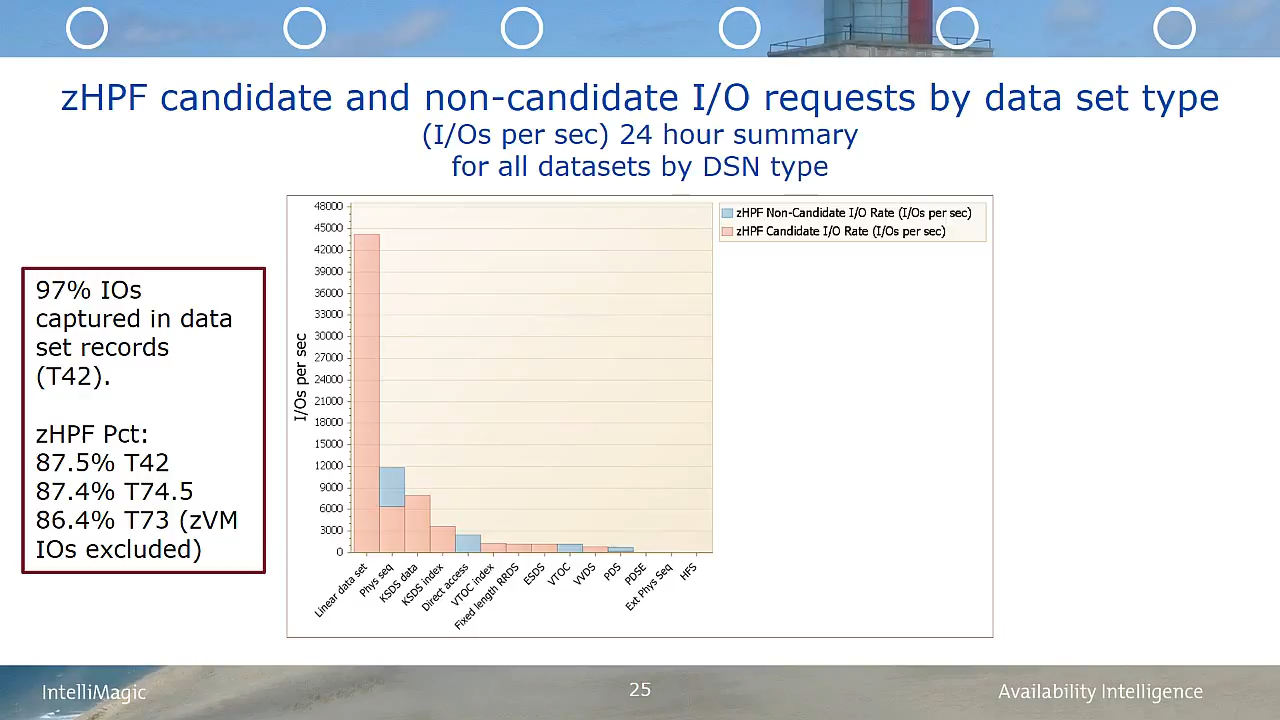 zHPF candidate and non-candidate I/O requests by data set type
(I/Os per sec) 24 hour summary
for all datasets by DSN type
97% IOs
captured in data
set records
(T42).
zHPF Pct:
87.5% T42
87.4% T74.5
86.4% T73 (zVM
IOs excluded)
I/Os per sec
48000
45000
42000
39000
36000
33000
30000
27000
24000
21000
18000
15000
12000
9000
6000
3000
0
Linear data set
Phys seq
KSDS data
KSDS index
Direct access
VTOC index
Fixed length RRDS
ESDS
VTOC
VVDS
PDS
PDSE
Ext Phys Seq
HFS
zHPF Non-Candidate I/O Rate (I/Os per sec)
zHPF Candidate I/O Rate (I/Os per sec)
IntelliMagic
25
Availability Intelligence